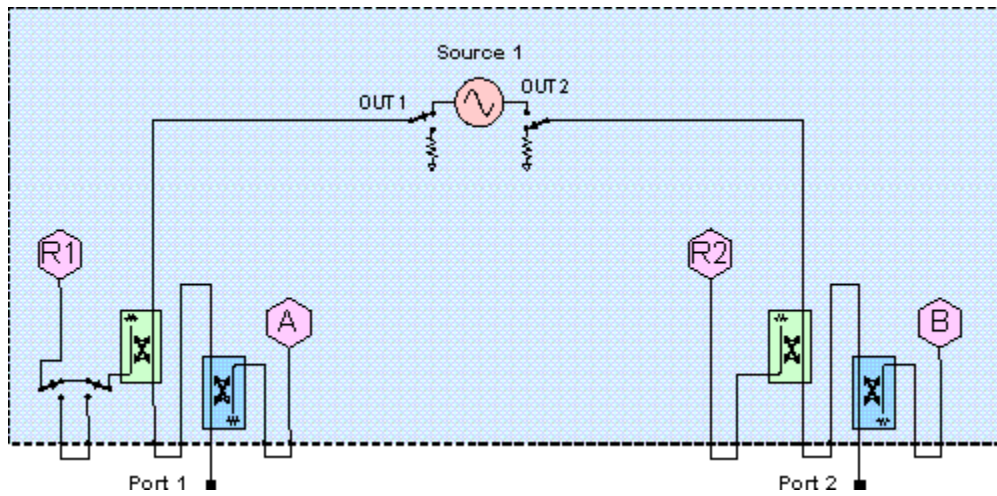 Source 1
OUT 1
OUT 2
R1
A
R2
B
Port 1
Port 2